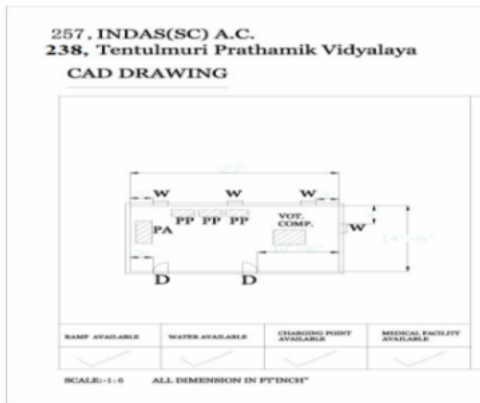 257, INDAS(SC) A.C.
238, Tentulmuri Prathamik Vidyalaya
CAD DRAWING
W W W
PP PP PP
VOT.
COMP.
W
PA
D D
RAMP AVAILABLE WATER AVAILABLE CHARGING POINT AVAILABLE MEDICAL FACILITY AVAILABLE
SCALE:-1:6 ALL DIMENSION IN FT'INCH"